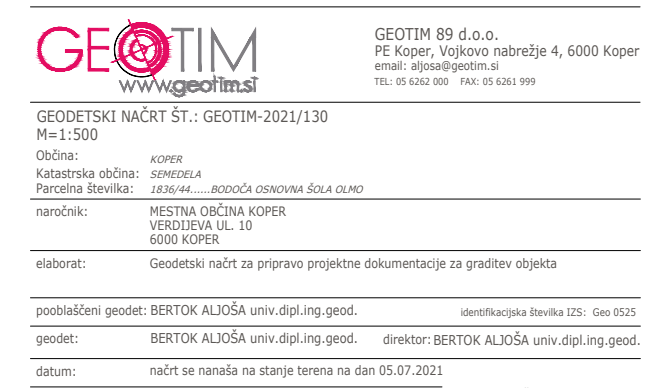 GEOTIM
www.geotim.si
GEOTIM 89 d.o.o.
PE Koper, Vojkovo nabrežje 4, 6000 Koper
email: aljosa@geotim.si
TEL: 05 6262 000 FAX: 05 6261 999
GEODETSKI NAČRT ŠT.: GEOTIM-2021/130
M=1:500
Občina: KOPER
Katastrska občina: SEMEDELA
Parcelna številka: 1836/44......BODOČA OSNOVNA ŠOLA OLMO
naročnik: MESTNA OBČINA KOPER
VERDIJEVA UL. 10
6000 KOPER
elaborat: Geodetski načrt za pripravo projektne dokumentacije za graditev objekta
pooblaščeni geodet: BERTOK ALJOŠA univ.dipl.ing.geod. identifikacijska številka IZS: Geo 0525
geodet: BERTOK ALJOŠA univ.dipl.ing.geod. direktor: BERTOK ALJOŠA univ.dipl.ing.geod.
datum: načrt se nanaša na stanje terena na dan 05.07.2021